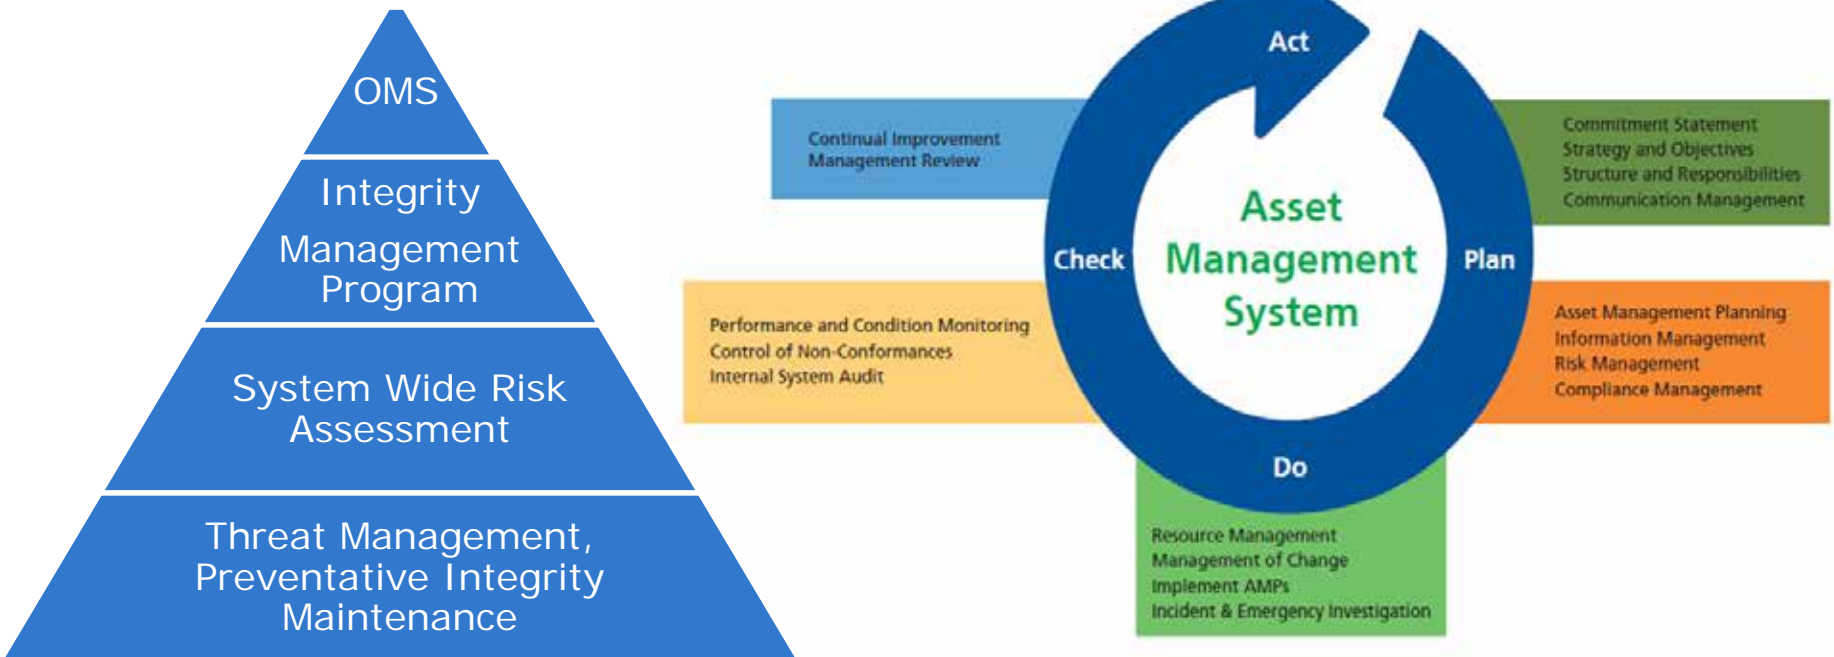 OMS
Integrity
Management
Program
System Wide Risk
Assessment
Threat Management,
Preventative Integrity
Maintenance
Act
Continual Improvement
Management Review
Commitment Statement
Strategy and Objectives
Structure and Responsibilities
Communication Management
Asset
Management
System
Check
Plan
Performance and Condition Monitoring
Control of Non-Conformances
Internal System Audit
Asset Management Planning
Information Management
Risk Management
Compliance Management
Do
Resource Management
Management of Change
Implement AMPs
Incident & Emergency Investigation